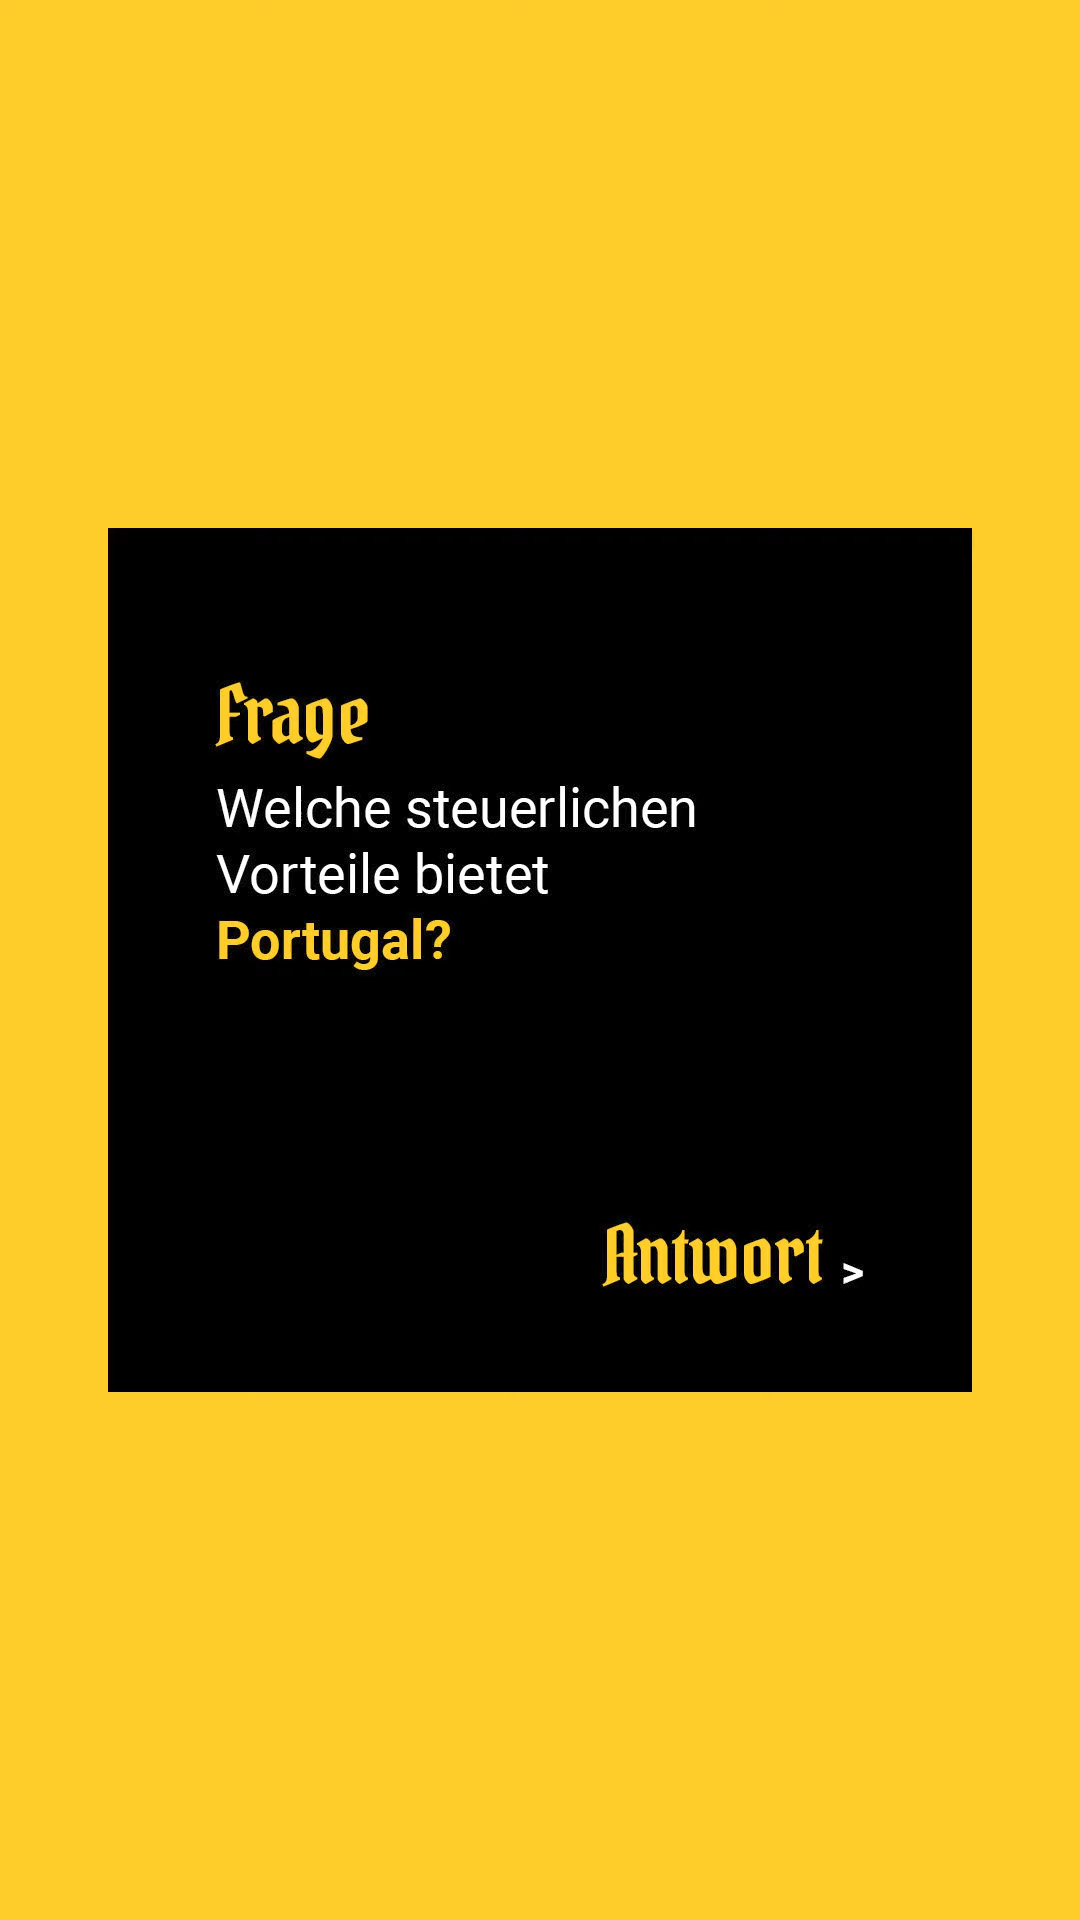 Frage
Welche steuerlichen
Vorteile bietet
Portugal?
Antwort >